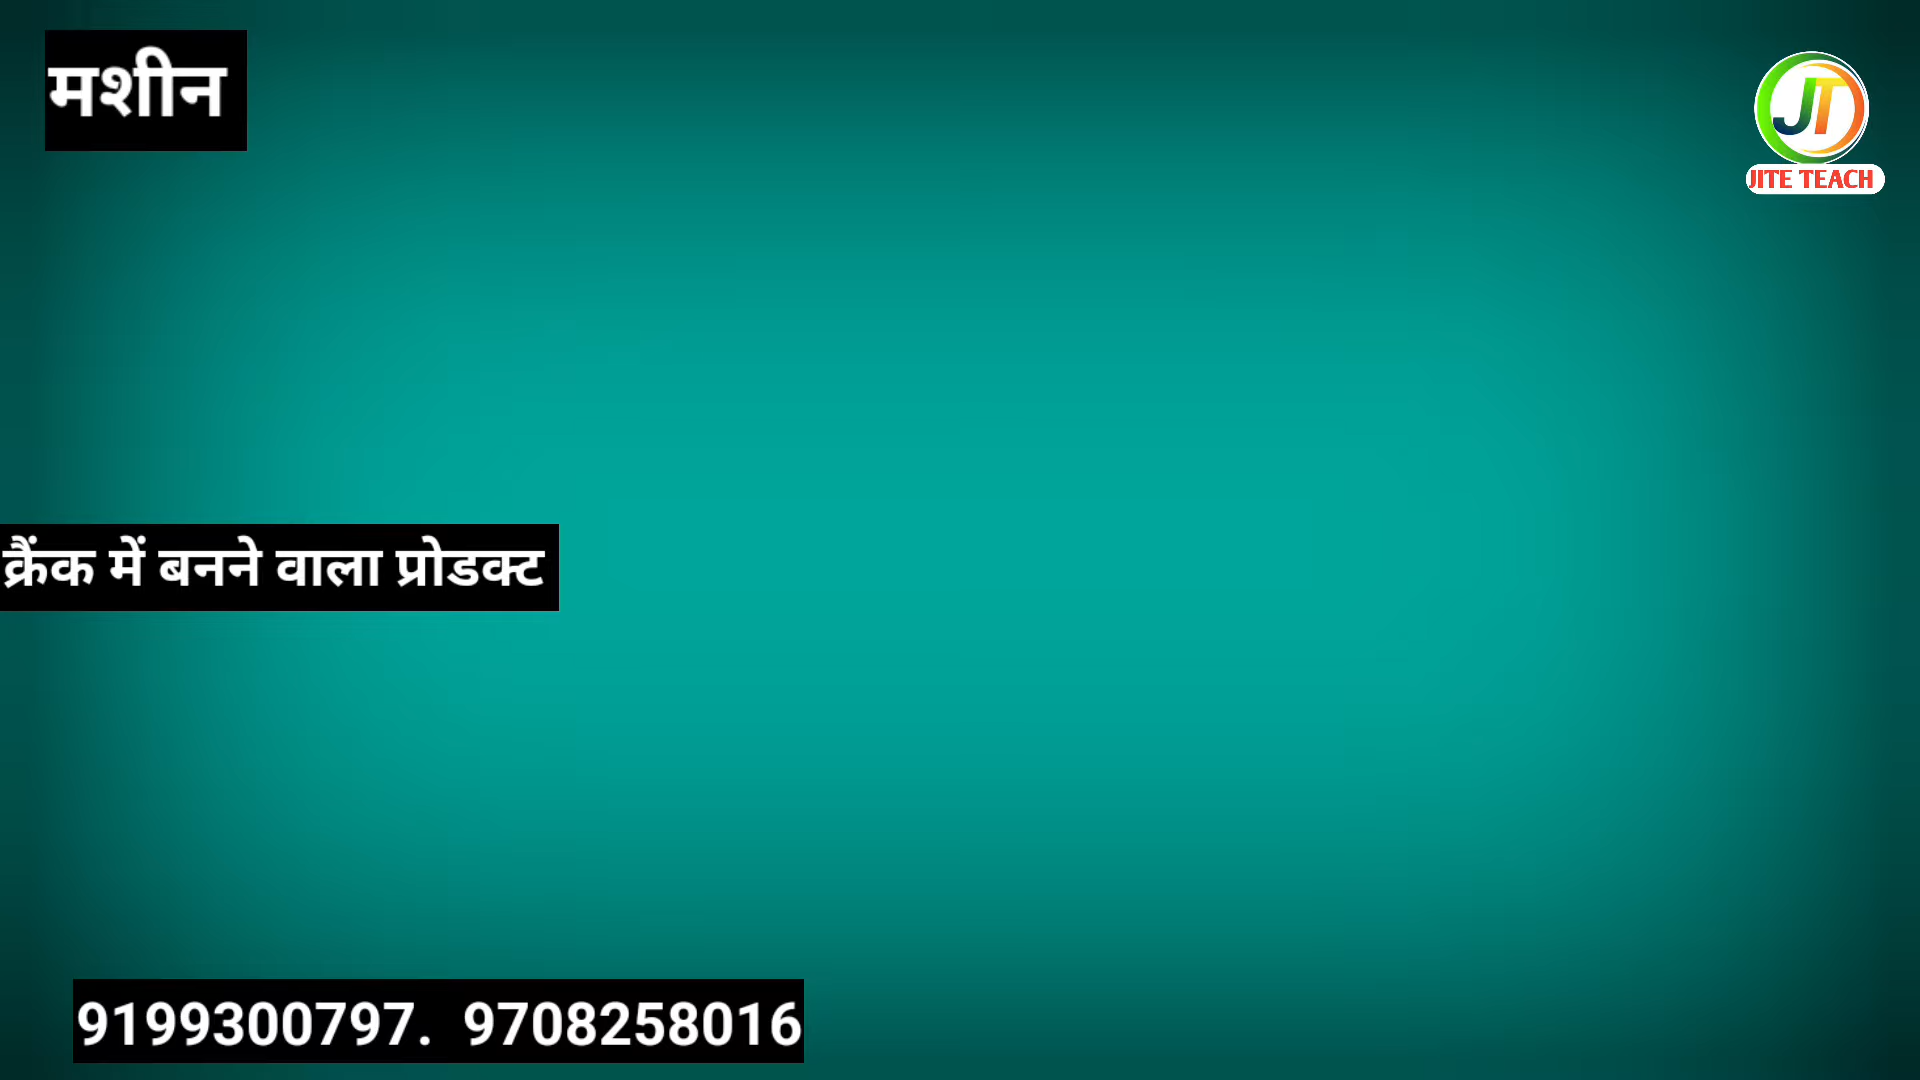 मशीन
JT
JITE TEACH
क्रैंक में बनने वाला प्रोडक्ट
9199300797. 9708258016